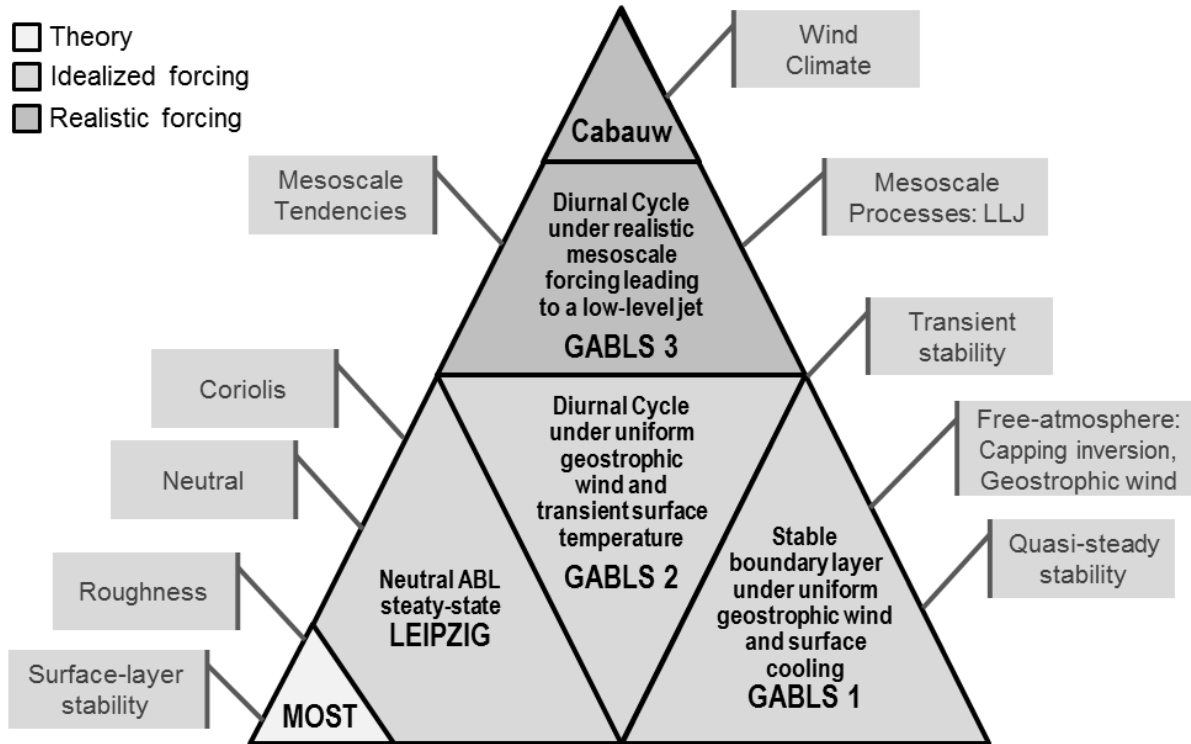 Theory
Idealized forcing
Realistic forcing
Wind
Climate
Cabauw
Mesoscale
Tendencies
Diurnal Cycle
under realistic
mesoscale
forcing leading
to a low-level jet
GABLS 3
Mesoscale
Processes: LLJ
Transient
stability
Coriolis
Neutral
Roughness
Surface-layer
stability
MOST
Neutral ABL
steaty-state
LEIPZIG
Diurnal Cycle
under uniform
geostrophic
wind and
transient surface
temperature
GABLS 2
Stable
boundary layer
under uniform
geostrophic wind
and surface
cooling
GABLS 1
Free-atmosphere:
Capping inversion,
Geostrophic wind
Quasi-steady
stability